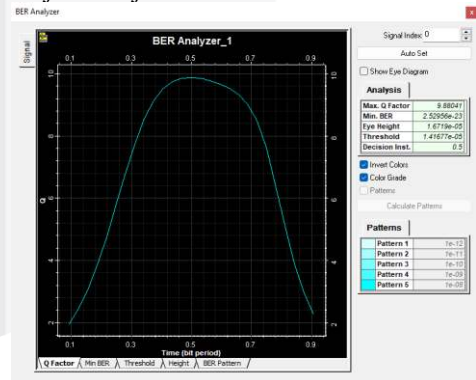 BER Analyzer
x
Signal
BER Analyzer_1
0.1 0.3 0.5 0.7 0.9
10 10
8 8
Q
6 6
4 4
2 2
0.1 0.3 0.5 0.7 0.9
Time (bit period)
Q Factor Min BER Threshold Height BER Pattern
Signal Index: 0
Auto Set
Show Eye Diagram
Analysis
Max. Q Factor 9.88041
Min. BER 2.52956e-23
Eye Height 1.6719e-05
Threshold 1.41677e-05
Decision Inst. 0.5
Invert Colors
Color Grade
Patterns
Calculate Patterns
Patterns
Pattern 1 1e-12
Pattern 2 1e-11
Pattern 3 1e-10
Pattern 4 1e-09
Pattern 5 1e-08